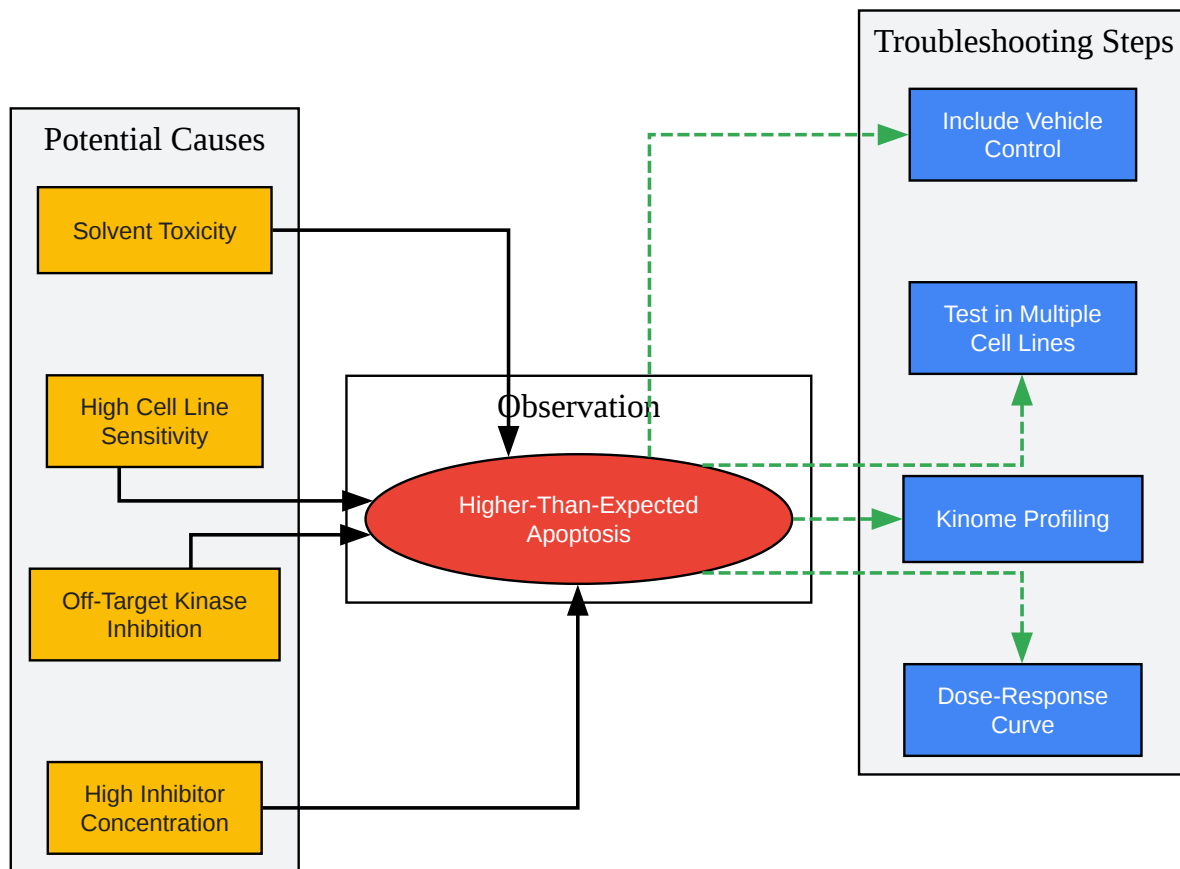 Potential Causes
Solvent Toxicity
High Cell Line
Sensitivity
Off-Target Kinase
Inhibition
High Inhibitor
Concentration
Observation
Higher-Than-Expected
Apoptosis
Troubleshooting Steps
Include Vehicle
Control
Test in Multiple
Cell Lines
Kinome Profiling
Dose-Response
Curve